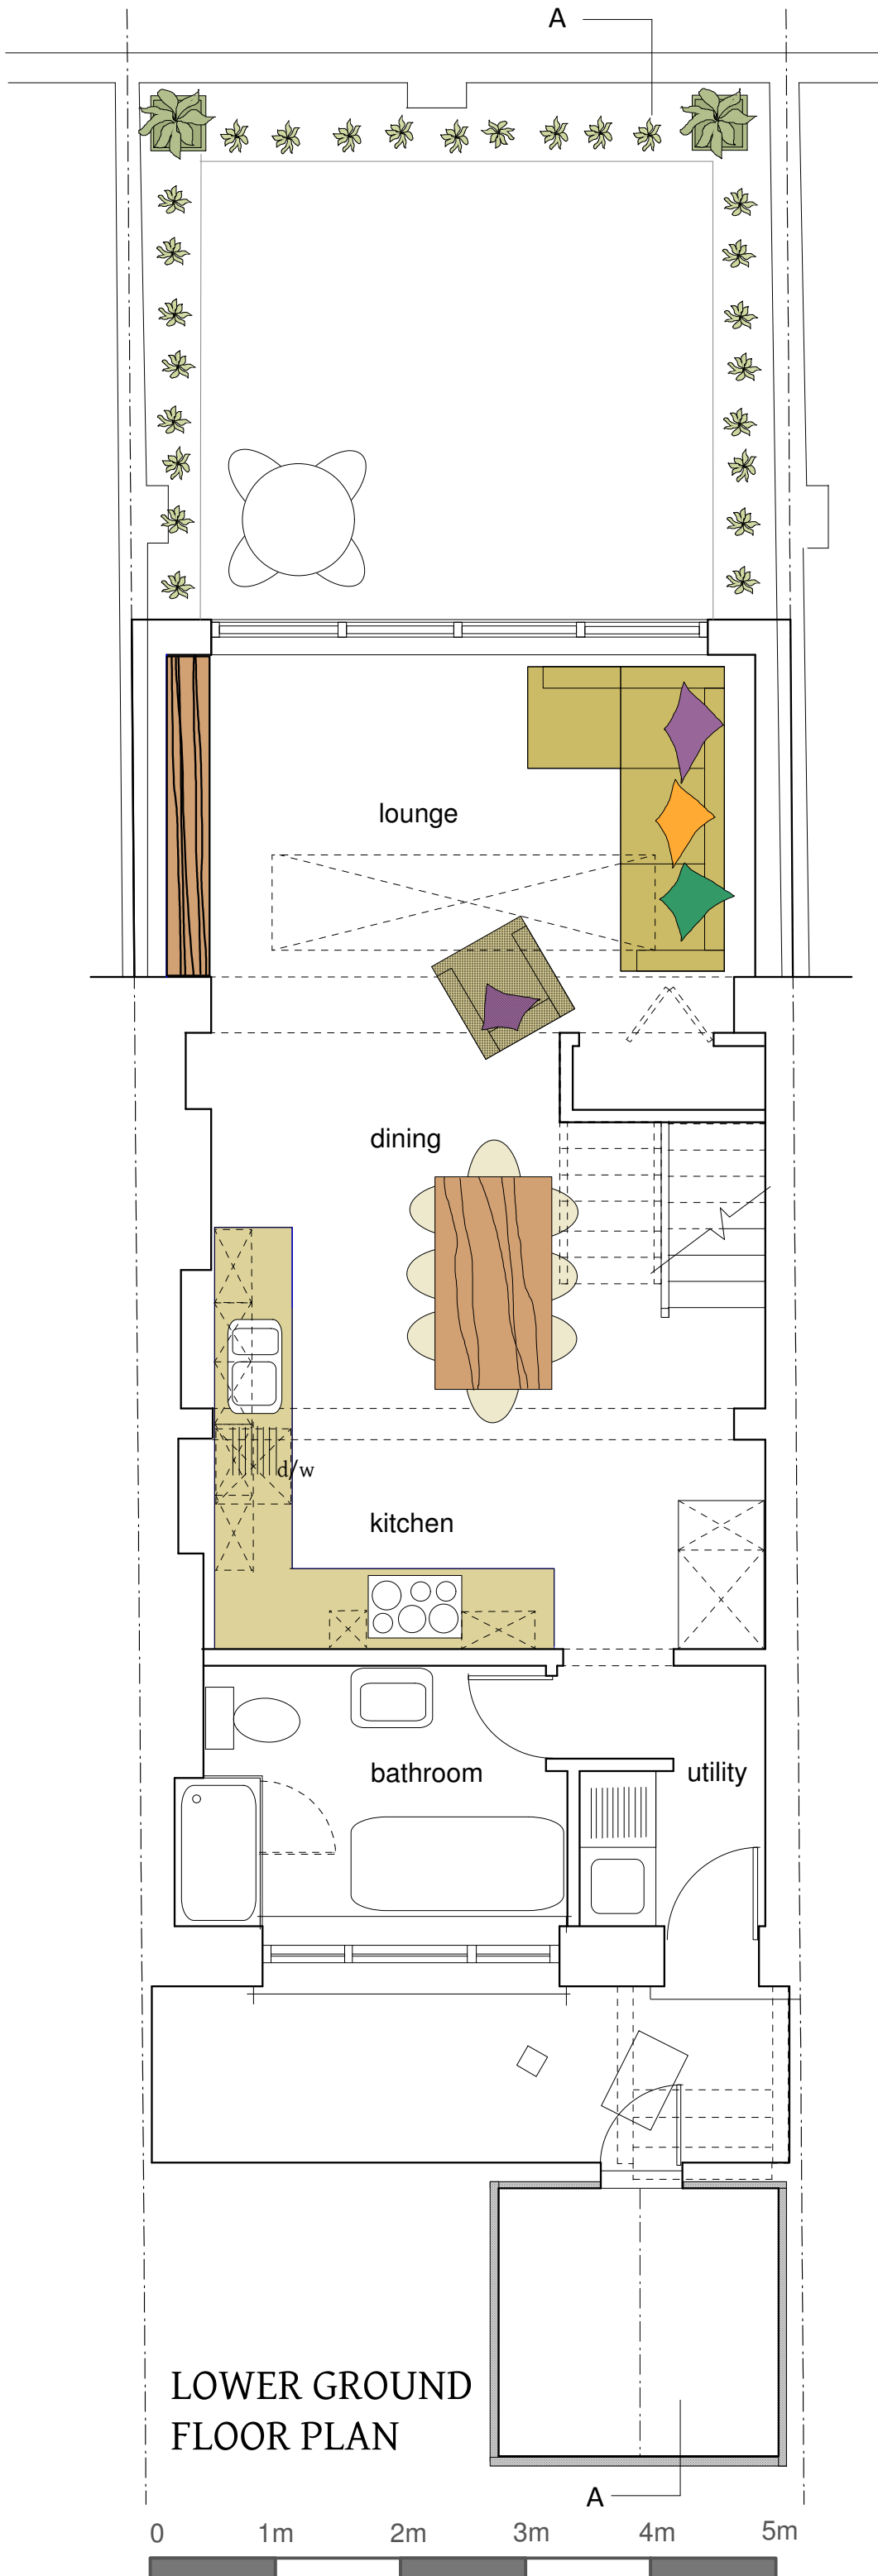 A
lounge
dining
d/w
kitchen
bathroom
utility
LOWER GROUND
FLOOR PLAN
A
0 1m 2m 3m 4m 5m